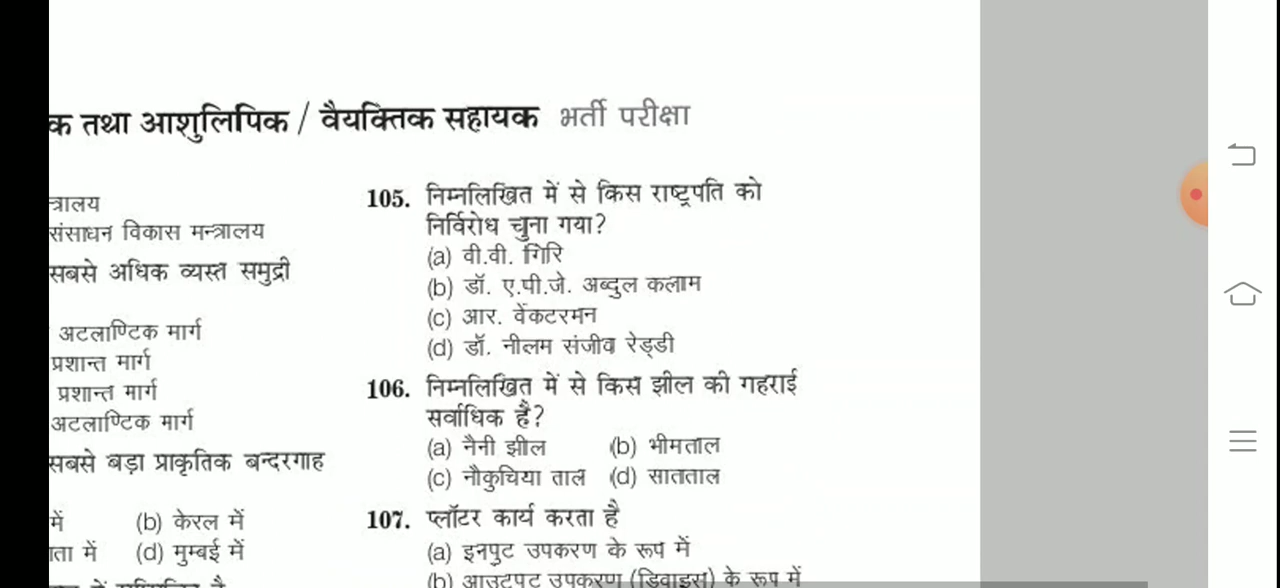 क तथा आशुलिपिक / वैयक्तिक सहायक भर्ती परीक्षा
त्रालय
संसाधन विकास मन्त्रालय
सबसे अधिक व्यस्त समुद्री
अटलाण्टिक मार्ग
प्रशान्त मार्ग
प्रशान्त मार्ग
अटलाण्टिक मार्ग
सबसे बड़ा प्राकृतिक बन्दरगाह
में (b) केरल में
ता में (d) मुम्बई में
105. निम्नलिखित में से किस राष्ट्रपति को
निर्विरोध चुना गया?
(a) वी.वी. गिरि
(b) डॉ. ए.पी.जे. अब्दुल कलाम
(c) आर. वेंकटरमन
(d) डॉ. नीलम संजीव रेड्डी
106. निम्नलिखित में से किस झील की गहराई
सर्वाधिक है?
(a) नैनी झील (b) भीमताल
(c) नौकुचिया ताल (d) सातताल
107. प्लॉटर कार्य करता है
(a) इनपुट उपकरण के रूप में
(b) आउटपुट उपकरण (डिवाइस) के रूप में